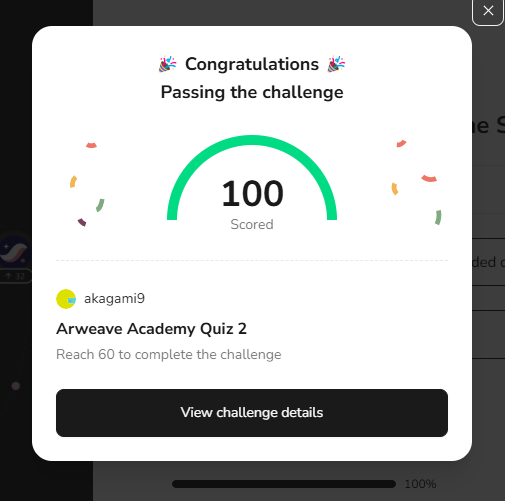 Congratulations
Passing the challenge
100
Scored
akagami9
Arweave Academy Quiz 2
Reach 60 to complete the challenge
View challenge details
100%
ne S
ded c
33